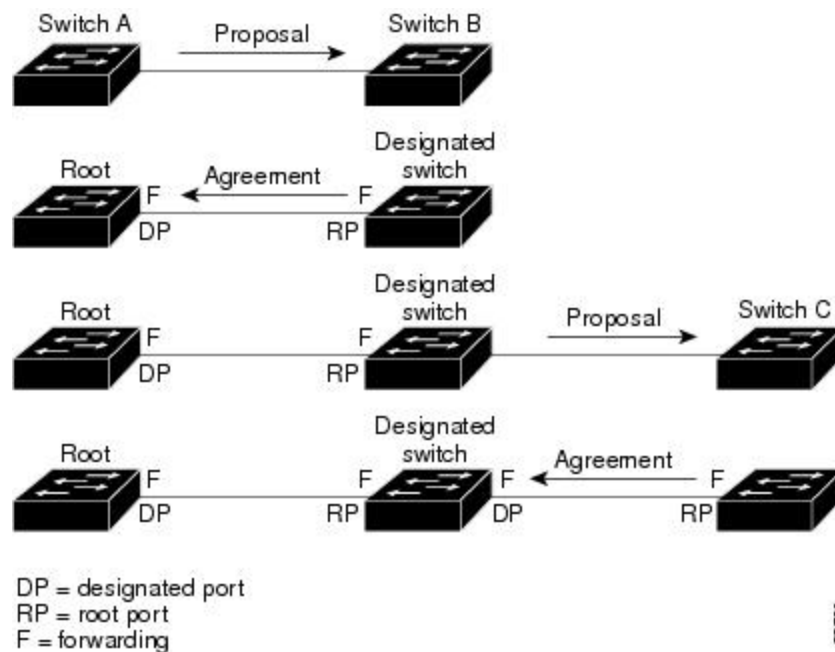 Switch A
Proposal
Switch B
Root
F
DP
Agreement
Designated
switch
F
RP
Root
F
DP
Designated
switch
F
RP
Proposal
Switch C
Root
F
DP
Designated
switch
F
RP
F
DP
Agreement
F
RP
DP = designated port
RP = root port
F = forwarding